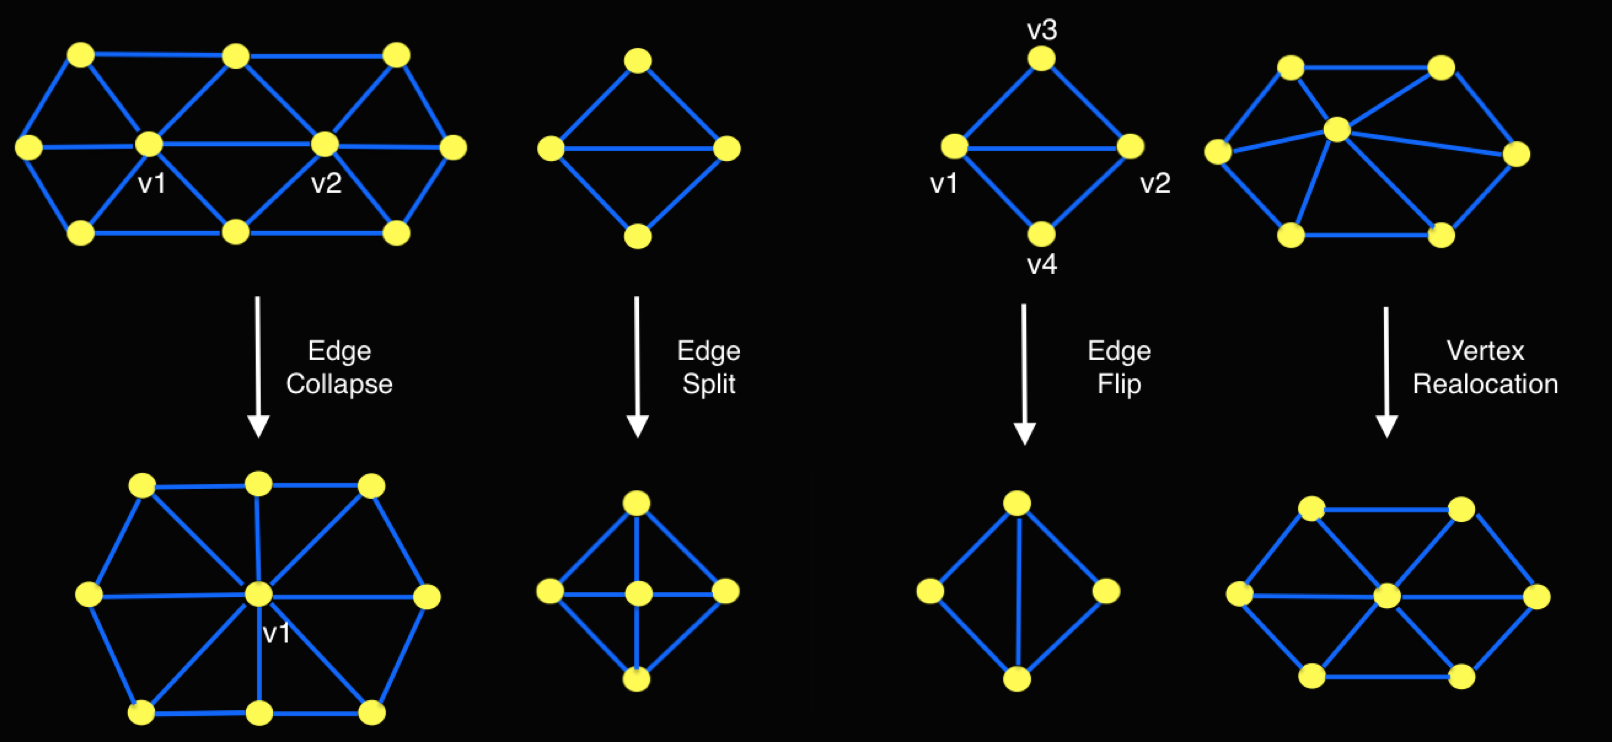 v1
v2
v3
v1
v2
v4
Edge
Collapse
Edge
Split
Edge
Flip
Vertex
Realocation
v1